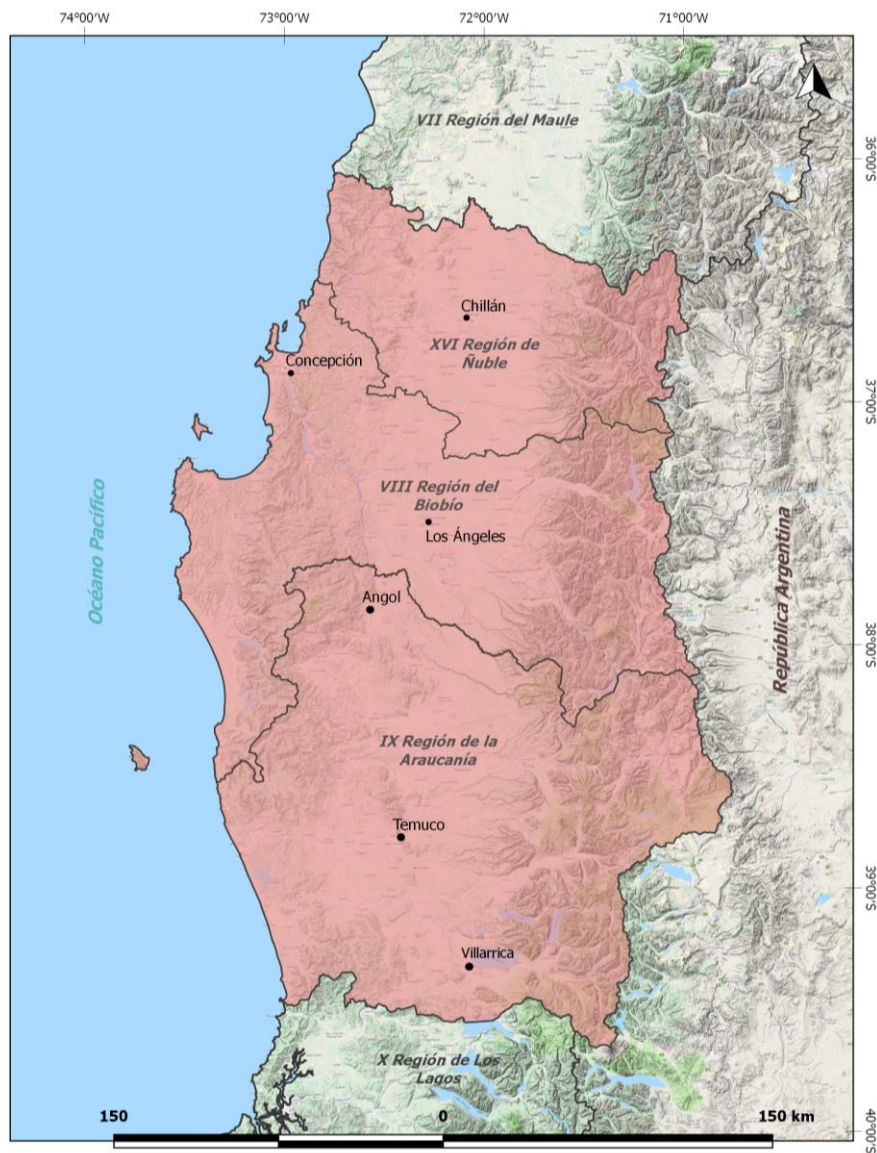 74°00'W
73°00'W
72°00'W
71°00'W
VII Región del Maule
36°00'S
Chillán
XVI Región de
Ñuble
Concepción
37°00'S
VIII Región del
Biobío
Los Ángeles
Océano Pacífico
República Argentina
Angol
38°00'S
IX Región de la
Araucanía
Temuco
39°00'S
Villarrica
X Región de Los
Lagos
150
0
150 km
40°00'S